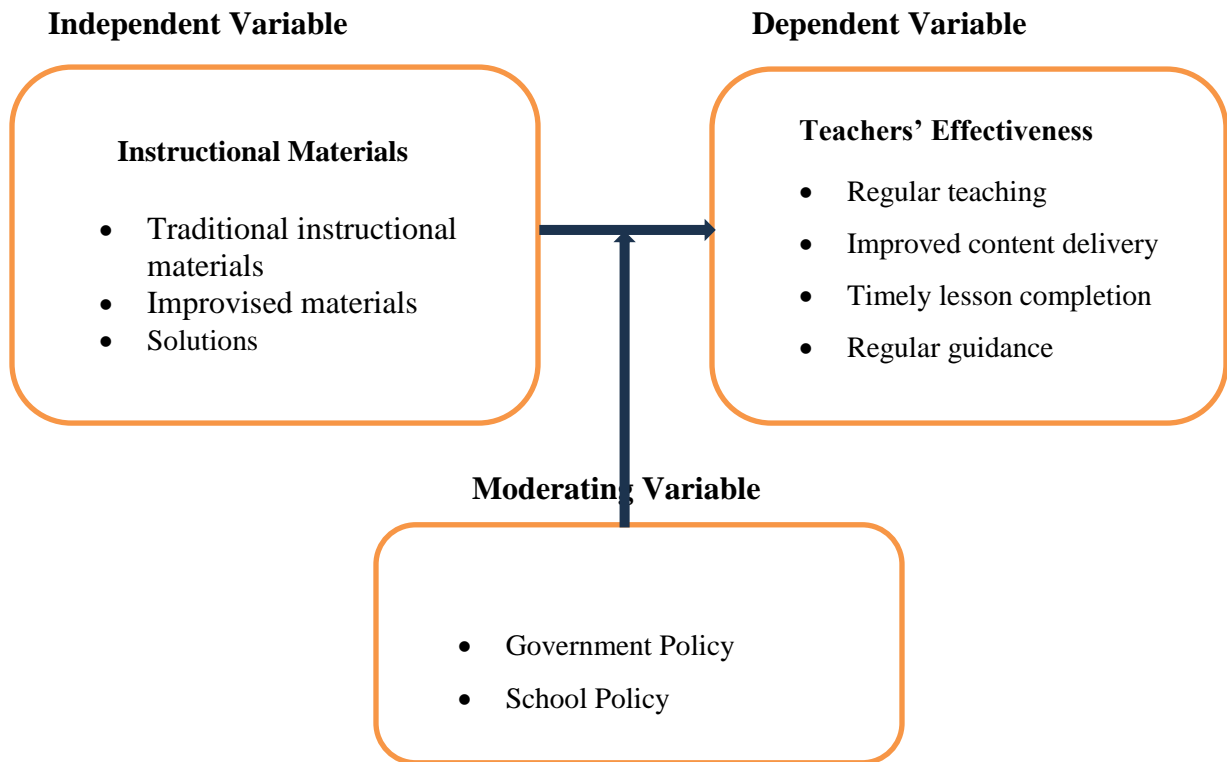 Independent Variable
Dependent Variable
Instructional Materials
• Traditional instructional
materials
• Improvised materials
• Solutions
Teachers’ Effectiveness
• Regular teaching
• Improved content delivery
• Timely lesson completion
• Regular guidance
Moderating Variable
• Government Policy
• School Policy